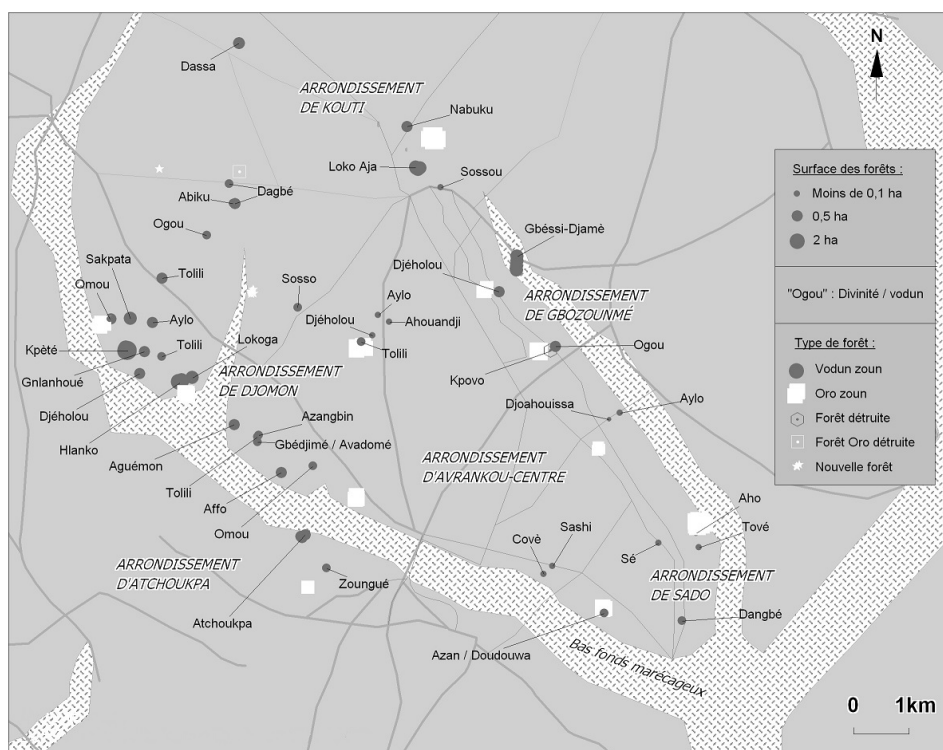 N
Dassa
ARRONDISSEMENT
DE KOUTI
Nabuku
Loko Aja
Sossou
Dagbé
Abiku
Ogou
Gbéssi-Djamè
Sakpata
Tolili
Sosso
Djéholou
Omou
Aylo
Aylo
ARRONDISSEMENT
DE GBOZOUNMÉ
Djéholou
Ahouandji
Kpètè
Tolili
Lokoga
Tolili
Ogou
Gnlanhoué
ARRONDISSEMENT
DE DJOMON
Kpovo
Djéholou
Azangbin
Djoahouissa
Aylo
Hlanko
Gbédjimé / Avadomé
Aguémon
ARRONDISSEMENT
D'AVRANKOU-CENTRE
Tolili
Affo
Aho
Omou
Covè
Sashi
Tové
Sé
ARRONDISSEMENT
D'ATCHOUKPA
Zoungué
ARRONDISSEMENT
DE SADO
Atchoukpa
Dangbé
Azan / Doudouwa
Bas fonds marécageux
Surface des forêts :
Moins de 0,1 ha
0,5 ha
2 ha
"Ogou" : Divinité / vodun
Type de forêt :
Vodun zoun
Oro zoun
Forêt détruite
Forêt Oro détruite
Nouvelle forêt
0 1km